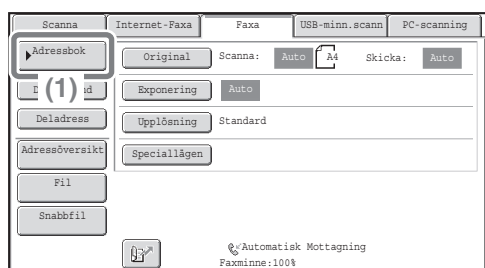 Scanna Internet-Faxa Faxa USB-minn.scann PC-scanning
Adressbok Original Scanna: Auto A4 Skicka: Auto
(1) Exponering Auto
Deladress Upplösning Standard
Adressöversikt Speciallägen
Fil
Snabbfil
Automatisk Mottagning
Faxminne:100%